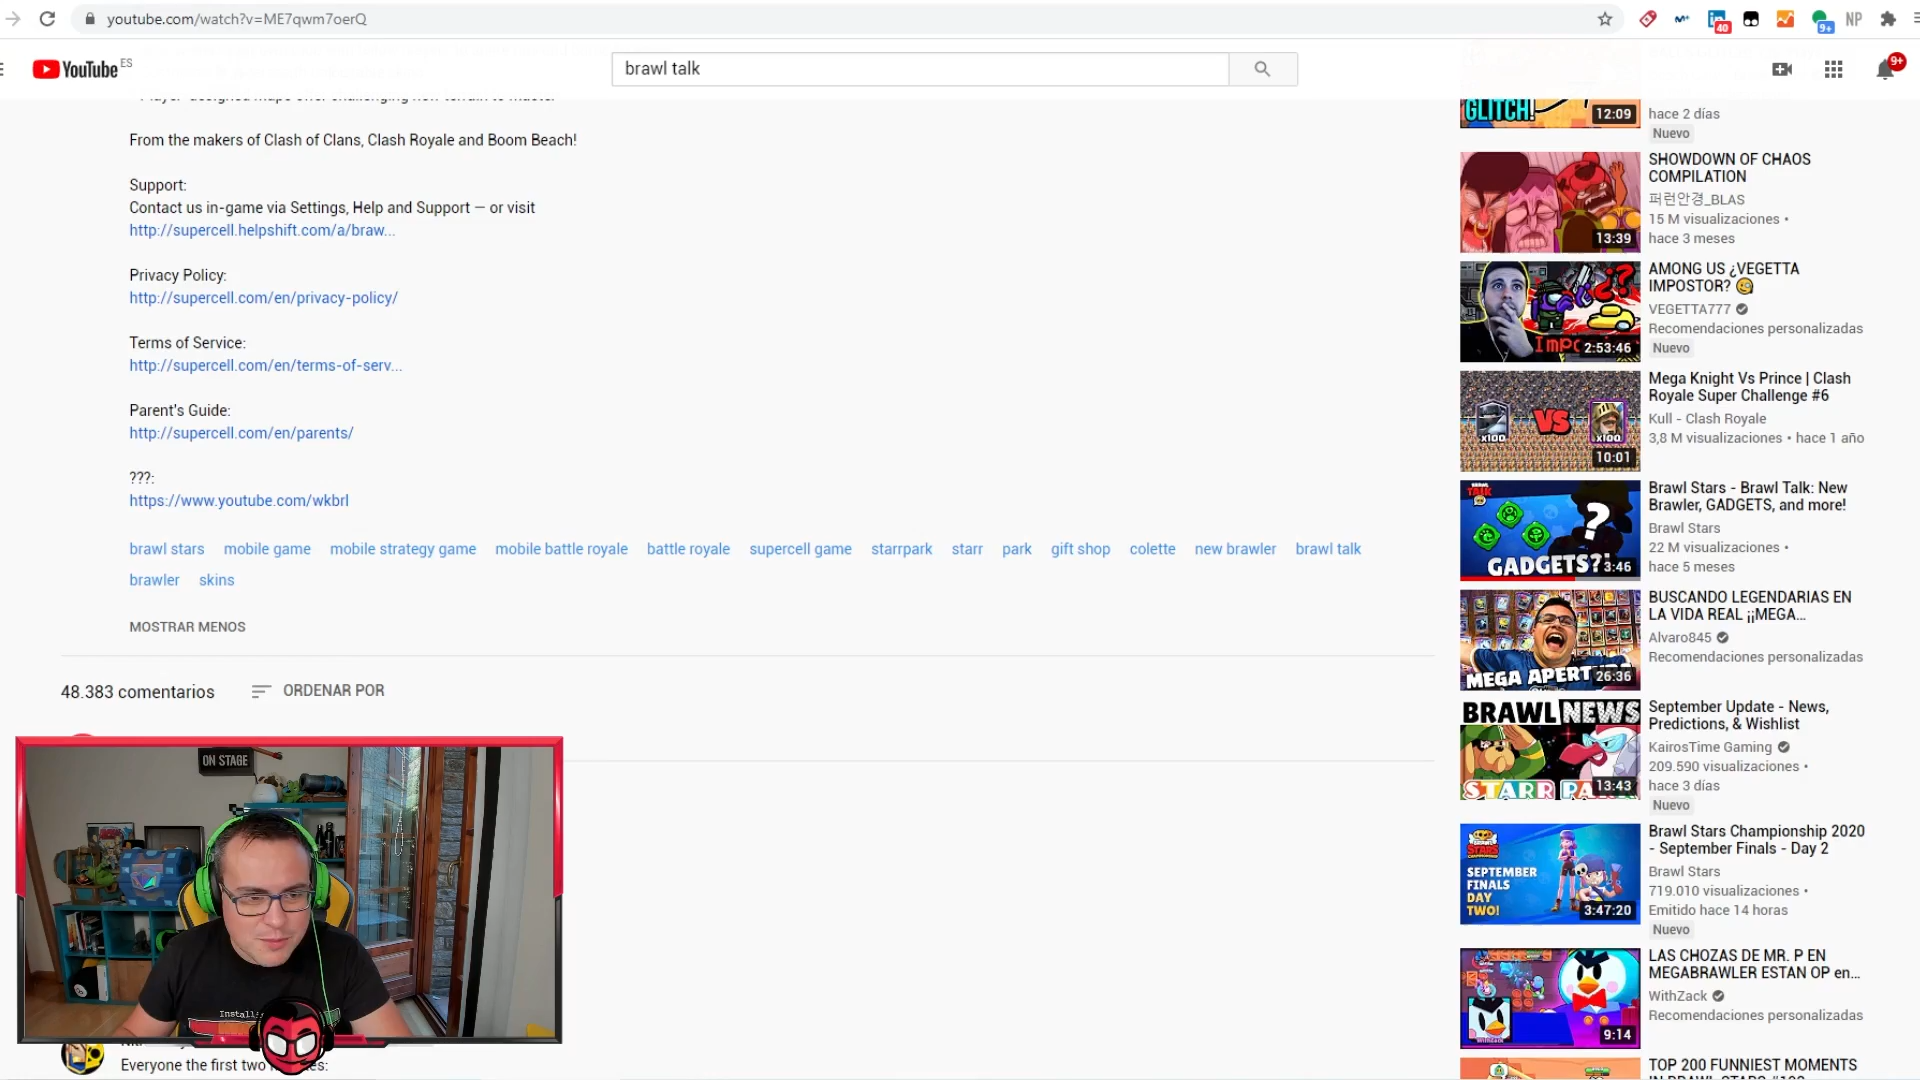 youtube.com/watch?v=ME7qwm7oerQ
40
9+
NP
YouTube ES
brawl talk
9+
From the makers of Clash of Clans, Clash Royale and Boom Beach!
Support:
Contact us in-game via Settings, Help and Support — or visit
http://supercell.helpshift.com/a/braw...
Privacy Policy:
http://supercell.com/en/privacy-policy/
Terms of Service:
http://supercell.com/en/terms-of-serv...
Parent's Guide:
http://supercell.com/en/parents/
???:
https://www.youtube.com/wkbrl
brawl stars mobile game mobile strategy game mobile battle royale battle royale supercell game starrpark starr park gift shop colette new brawler brawl talk
brawler skins
MOSTRAR MENOS
48.383 comentarios ORDENAR POR
ON STAGE
Everyone the first two
GLITCH!
12:09
hace 2 días
Nuevo
13:39
SHOWDOWN OF CHAOS
COMPILATION
퍼런안경_BLAS
15 M visualizaciones •
hace 3 meses
2:53:46
AMONG US ¿VEGETTA
IMPOSTOR? 🧐
VEGETTA777
Recomendaciones personalizadas
Nuevo
x100 VS x100
10:01
Mega Knight Vs Prince | Clash
Royale Super Challenge #6
Kull - Clash Royale
3,8 M visualizaciones • hace 1 año
BRAWL
TALK
?
GADGETS?!
3:46
Brawl Stars - Brawl Talk: New
Brawler, GADGETS, and more!
Brawl Stars
22 M visualizaciones •
hace 5 meses
MEGA
26:36
BUSCANDO LEGENDARIAS EN
LA VIDA REAL ¡¡MEGA...
Alvaro845
Recomendaciones personalizadas
BRAWL NEWS
STARR
13:43
September Update - News,
Predictions, & Wishlist
KairosTime Gaming
209.590 visualizaciones •
hace 3 días
Nuevo
SEPTEMBER
FINALS
DAY
TWO!
3:47:20
Brawl Stars Championship 2020
- September Finals - Day 2
Brawl Stars
719.010 visualizaciones •
Emitido hace 14 horas
Nuevo
9:14
LAS CHOZAS DE MR. P EN
MEGABRAWLER ESTAN OP en...
WithZack
Recomendaciones personalizadas
TOP 200 FUNNIEST MOMENTS